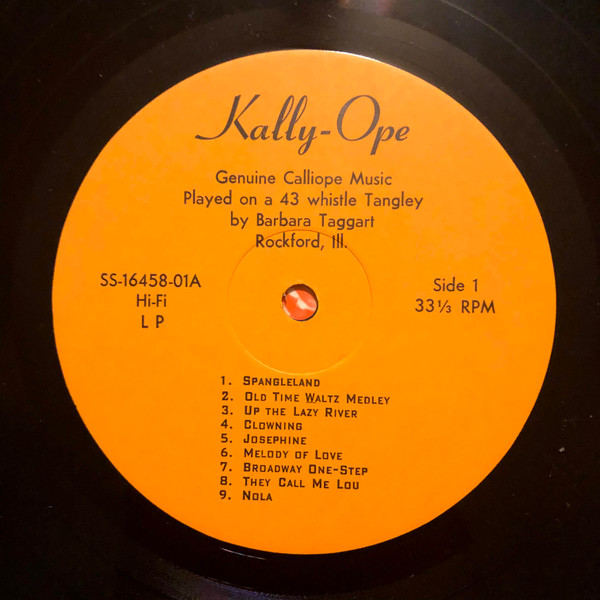 Kally-Ope
Genuine Calliope Music
Played on a 43 whistle Tangley
by Barbara Taggart
Rockford, Ill.
SS-16458-01A
Hi-Fi
L P
Side 1
33 1/3 RPM
1. Spangleland
2. Old Time Waltz Medley
3. Up the Lazy River
4. Clowning
5. Josephine
6. Melody of Love
7. Broadway One-Step
8. They Call Me Lou
9. Nola